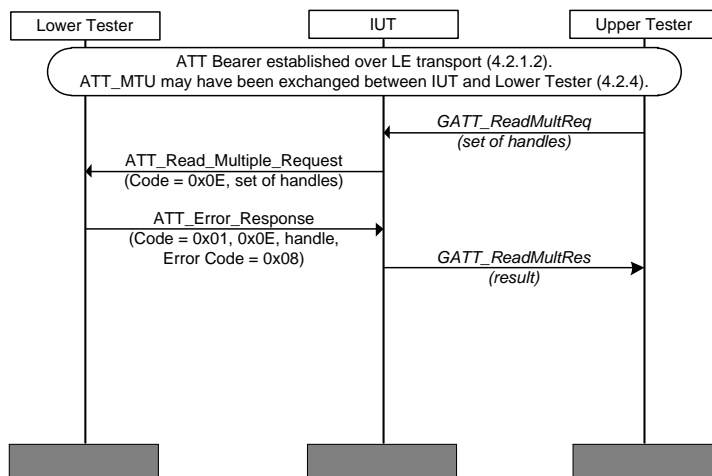 Lower Tester
IUT
Upper Tester
ATT Bearer established over LE transport (4.2.1.2).
ATT_MTU may have been exchanged between IUT and Lower Tester (4.2.4).
GATT_ReadMultReq
(set of handles)
ATT_Read_Multiple_Request
(Code = 0x0E, set of handles)
ATT_Error_Response
(Code = 0x01, 0x0E, handle,
Error Code = 0x08)
GATT_ReadMultRes
(result)